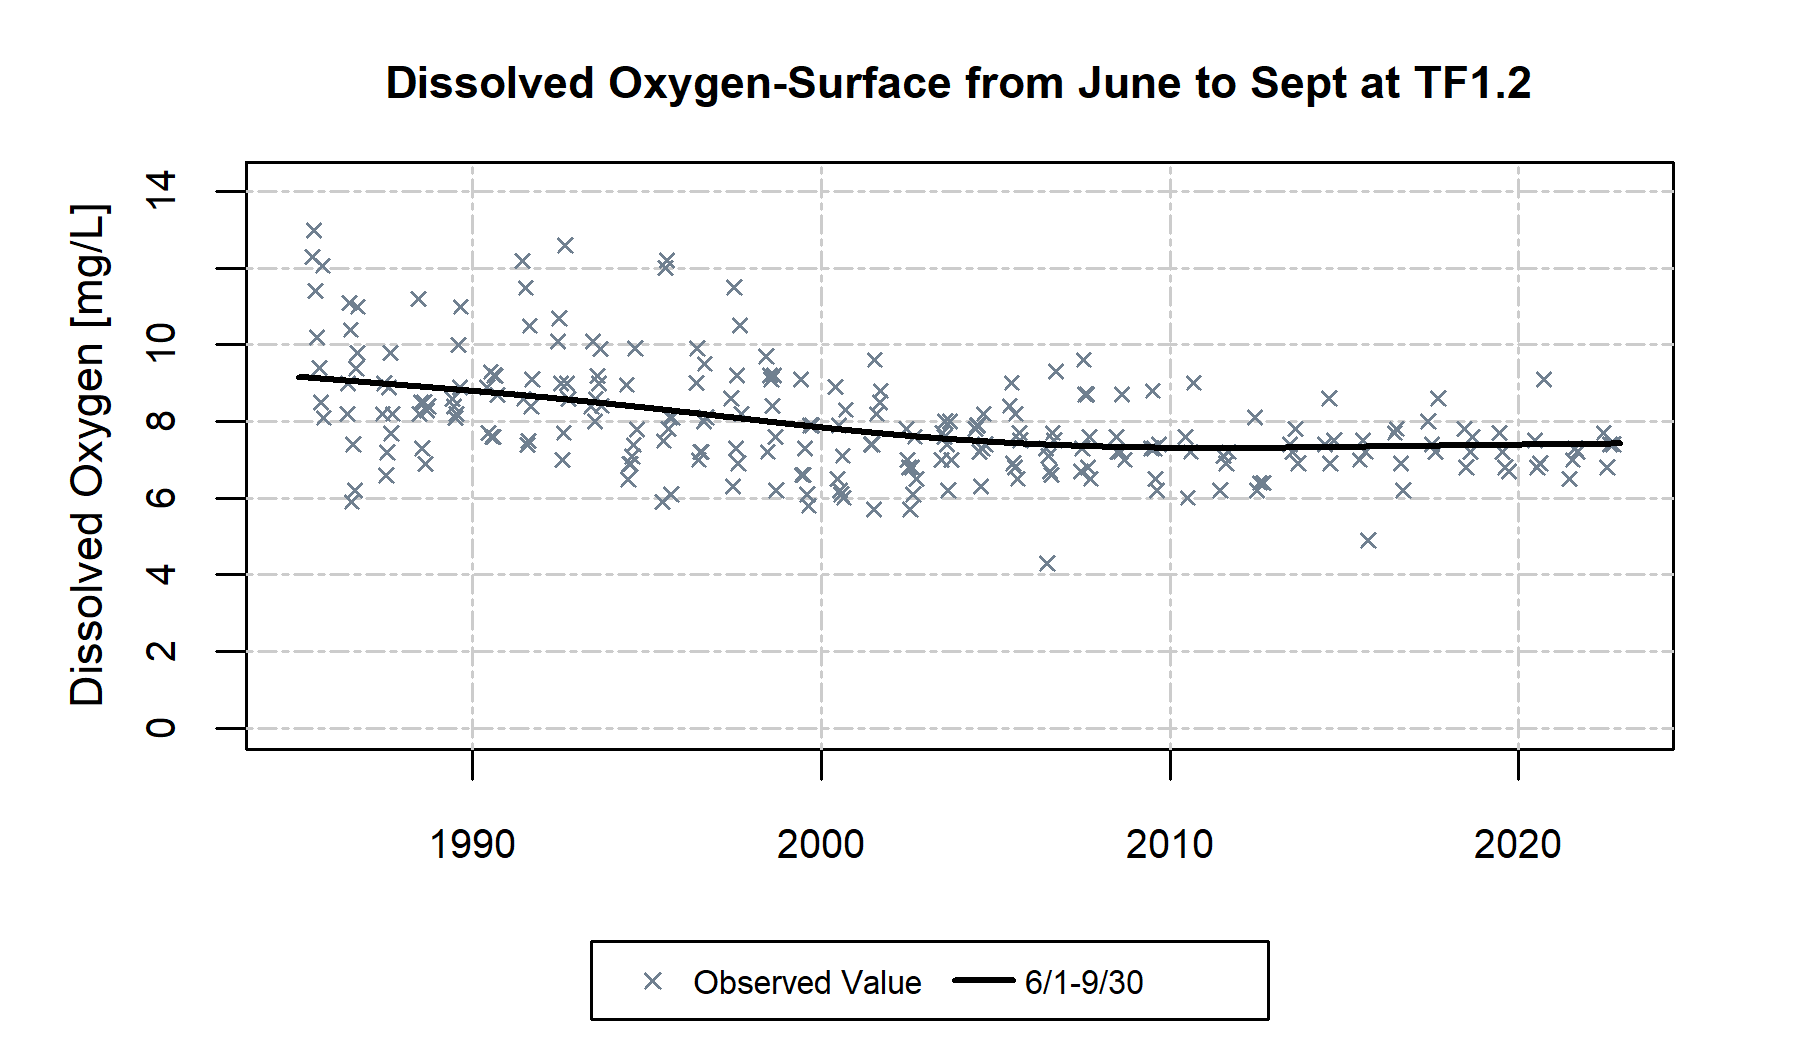 Dissolved Oxygen-Surface from June to Sept at TF1.2
Dissolved Oxygen [mg/L]
14
10
8
6
4
2
0
1990 2000 2010 2020
Observed Value 6/1-9/30